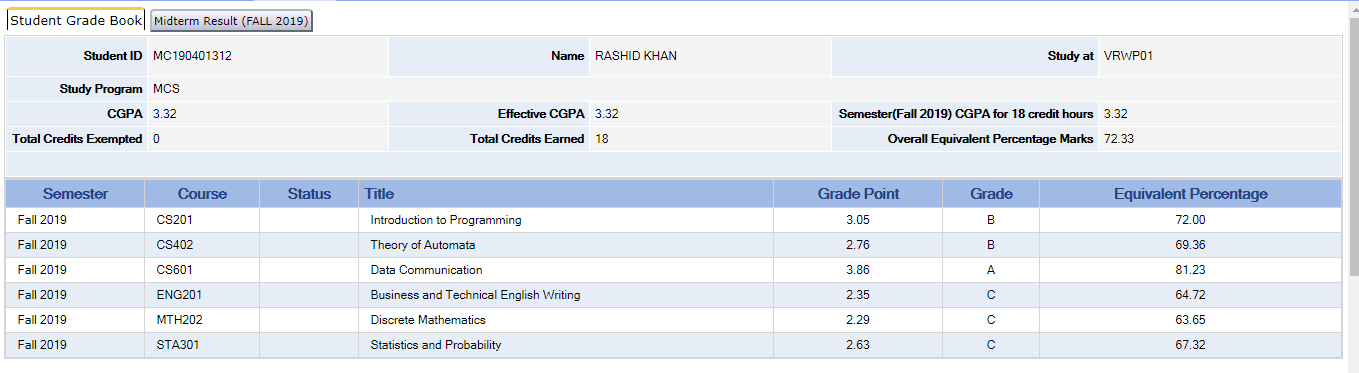 Student Grade Book Midterm Result (FALL 2019)
Student ID MC190401312 Name RASHID KHAN Study at VRWP01
Study Program MCS
CGPA 3.32 Effective CGPA 3.32 Semester(Fall 2019) CGPA for 18 credit hours 3.32
Total Credits Exempted 0 Total Credits Earned 18 Overall Equivalent Percentage Marks 72.33
Semester Course Status Title Grade Point Grade Equivalent Percentage
Fall 2019 CS201 Introduction to Programming 3.05 B 72.00
Fall 2019 CS402 Theory of Automata 2.76 B 69.36
Fall 2019 CS601 Data Communication 3.86 A 81.23
Fall 2019 ENG201 Business and Technical English Writing 2.35 C 64.72
Fall 2019 MTH202 Discrete Mathematics 2.29 C 63.65
Fall 2019 STA301 Statistics and Probability 2.63 C 67.32